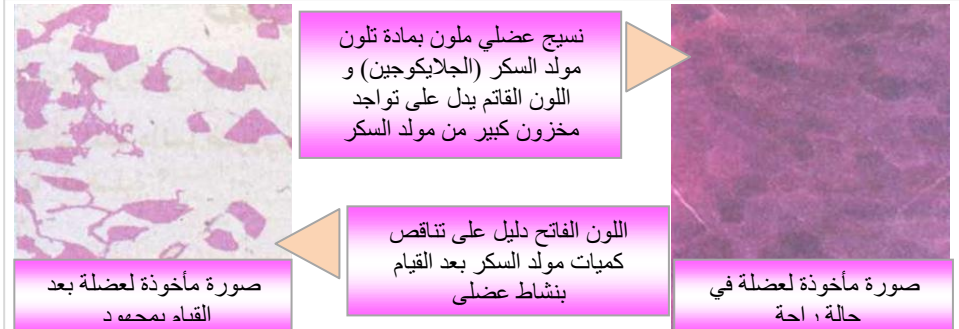 نسيج عضلي ملون بمادة تلون
مولد السكر (الجلايكوجين) و
اللون القاتم يدل على تواجد
مخزون كبير من مولد السكر
اللون الفاتح دليل على تناقص
كميات مولد السكر بعد القيام
بنشاط عضلي
صورة مأخوذة لعضلة في
حالة راحة
صورة مأخوذة لعضلة بعد
القيام بمجهود